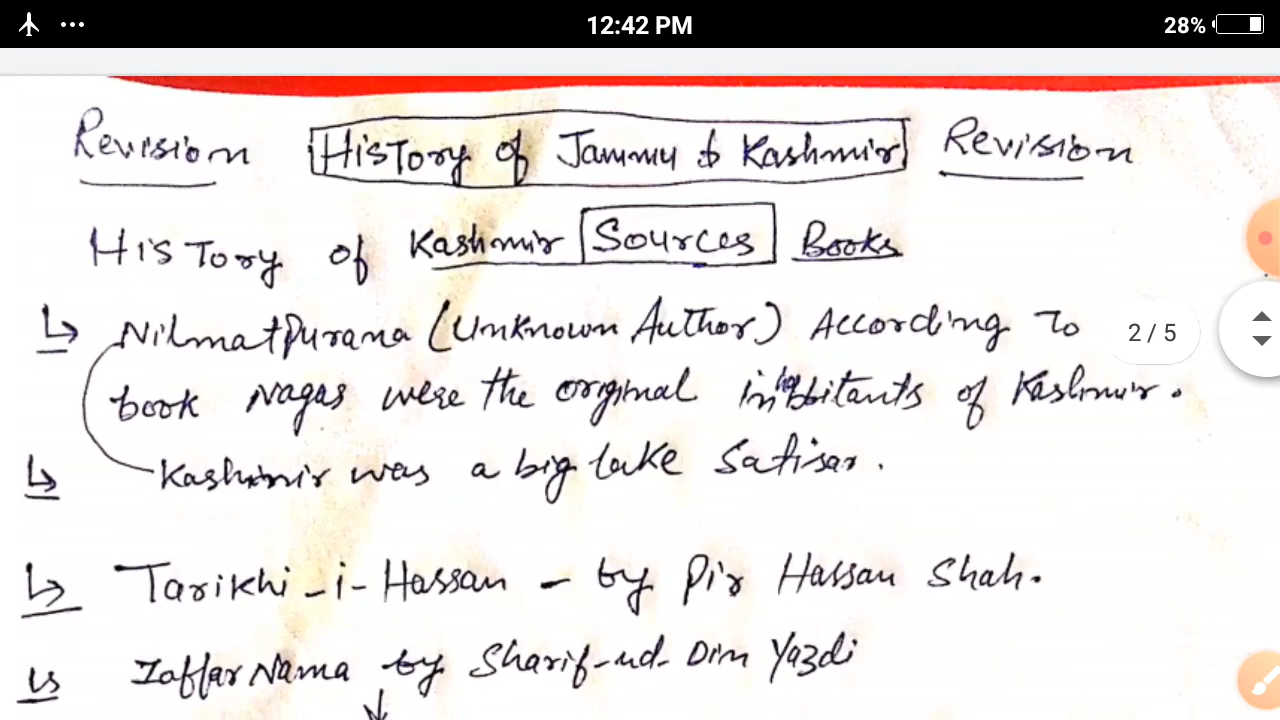 12:42 PM
28%
Revision History of Jammu & Kashmir Revision
History of Kashmir Sources Books
NilmatPurana (Unknown Author) According To
2 / 5
book Nagas were the original inhabitants of Kashmir.
Kashmir was a big lake Satisar.
Tarikhi-i-Hassan - by Pir Hassan Shah.
Zaffar Nama by Sharif-ud-Din Yazdi